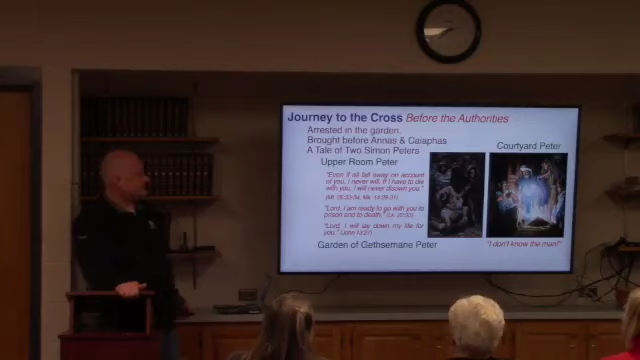 Journey to the Cross Before the Authorities
Arrested in the garden.
Brought before Annas & Caiaphas
A Tale of Two Simon Peters
Courtyard Peter
Upper Room Peter
"Even if all fall away on account
of you, I never will. If I have to die
with you, I will never disown you."
"Lord, I am ready to go with you to
prison and to death."
"Lord, I will lay down my life for
you."
Garden of Gethsemane Peter
"I don't know the man!"